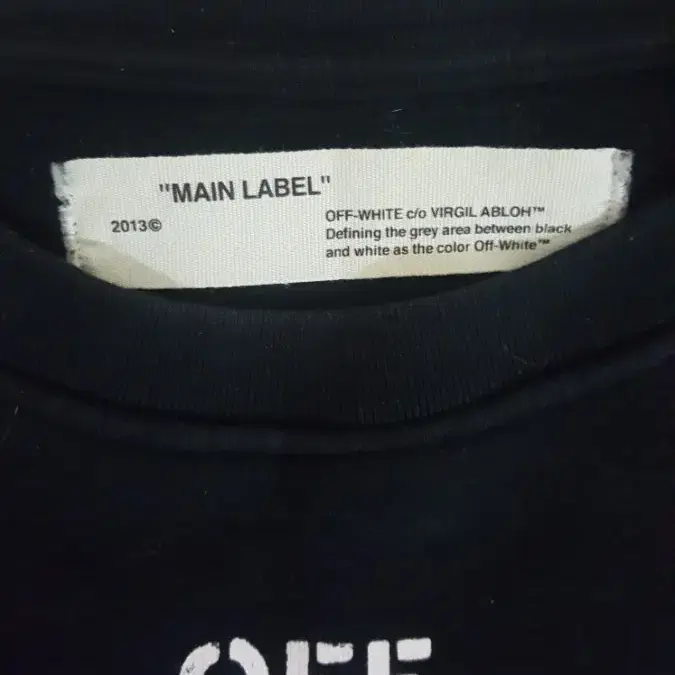 "MAIN LABEL"
2013©
OFF-WHITE c/o VIRGIL ABLOH™
Defining the grey area between black
and white as the color Off-White™
OFF